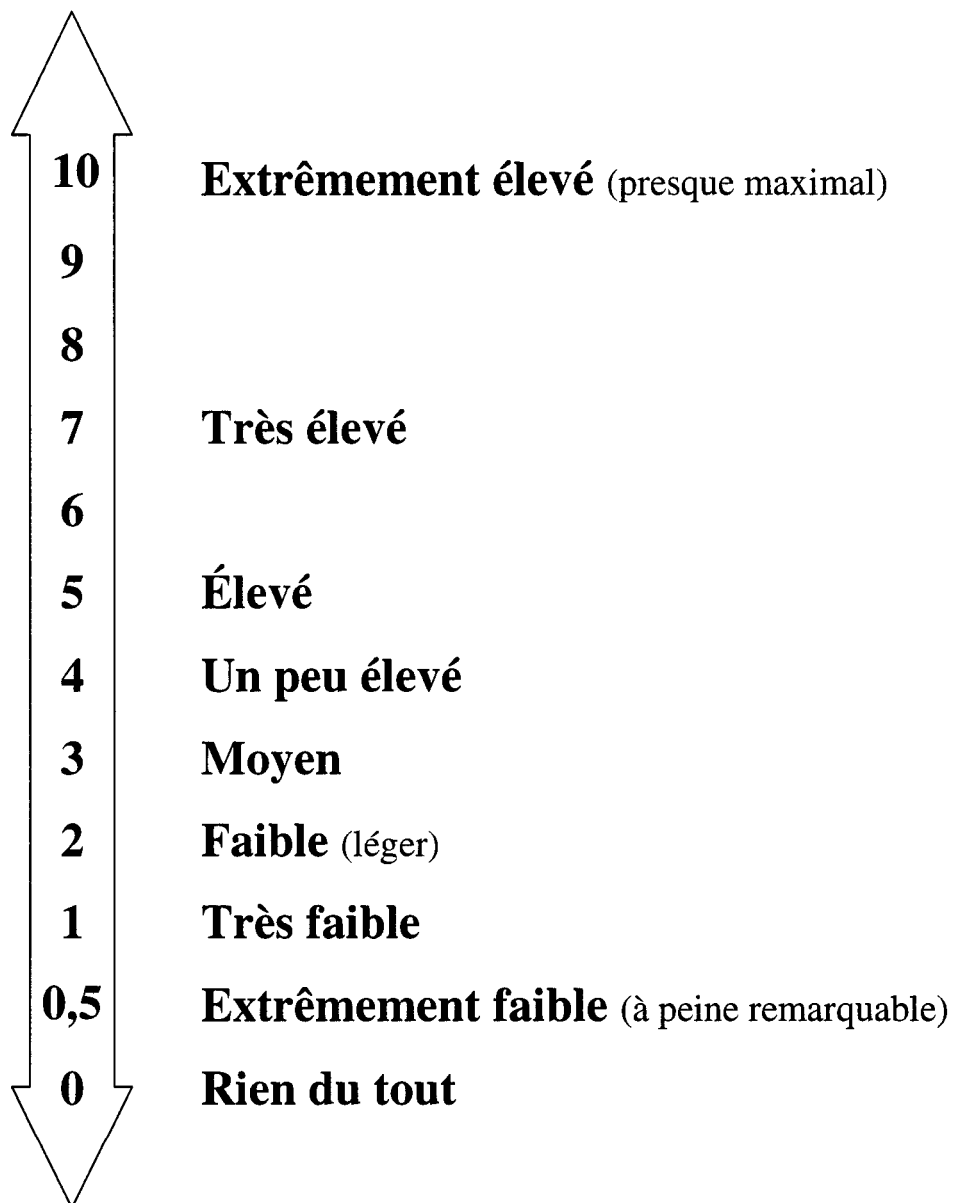 10 Extrêmement élevé (presque maximal)
9
8
7 Très élevé
6
5 Élevé
4 Un peu élevé
3 Moyen
2 Faible (léger)
1 Très faible
0,5 Extrêmement faible (à peine remarquable)
0 Rien du tout